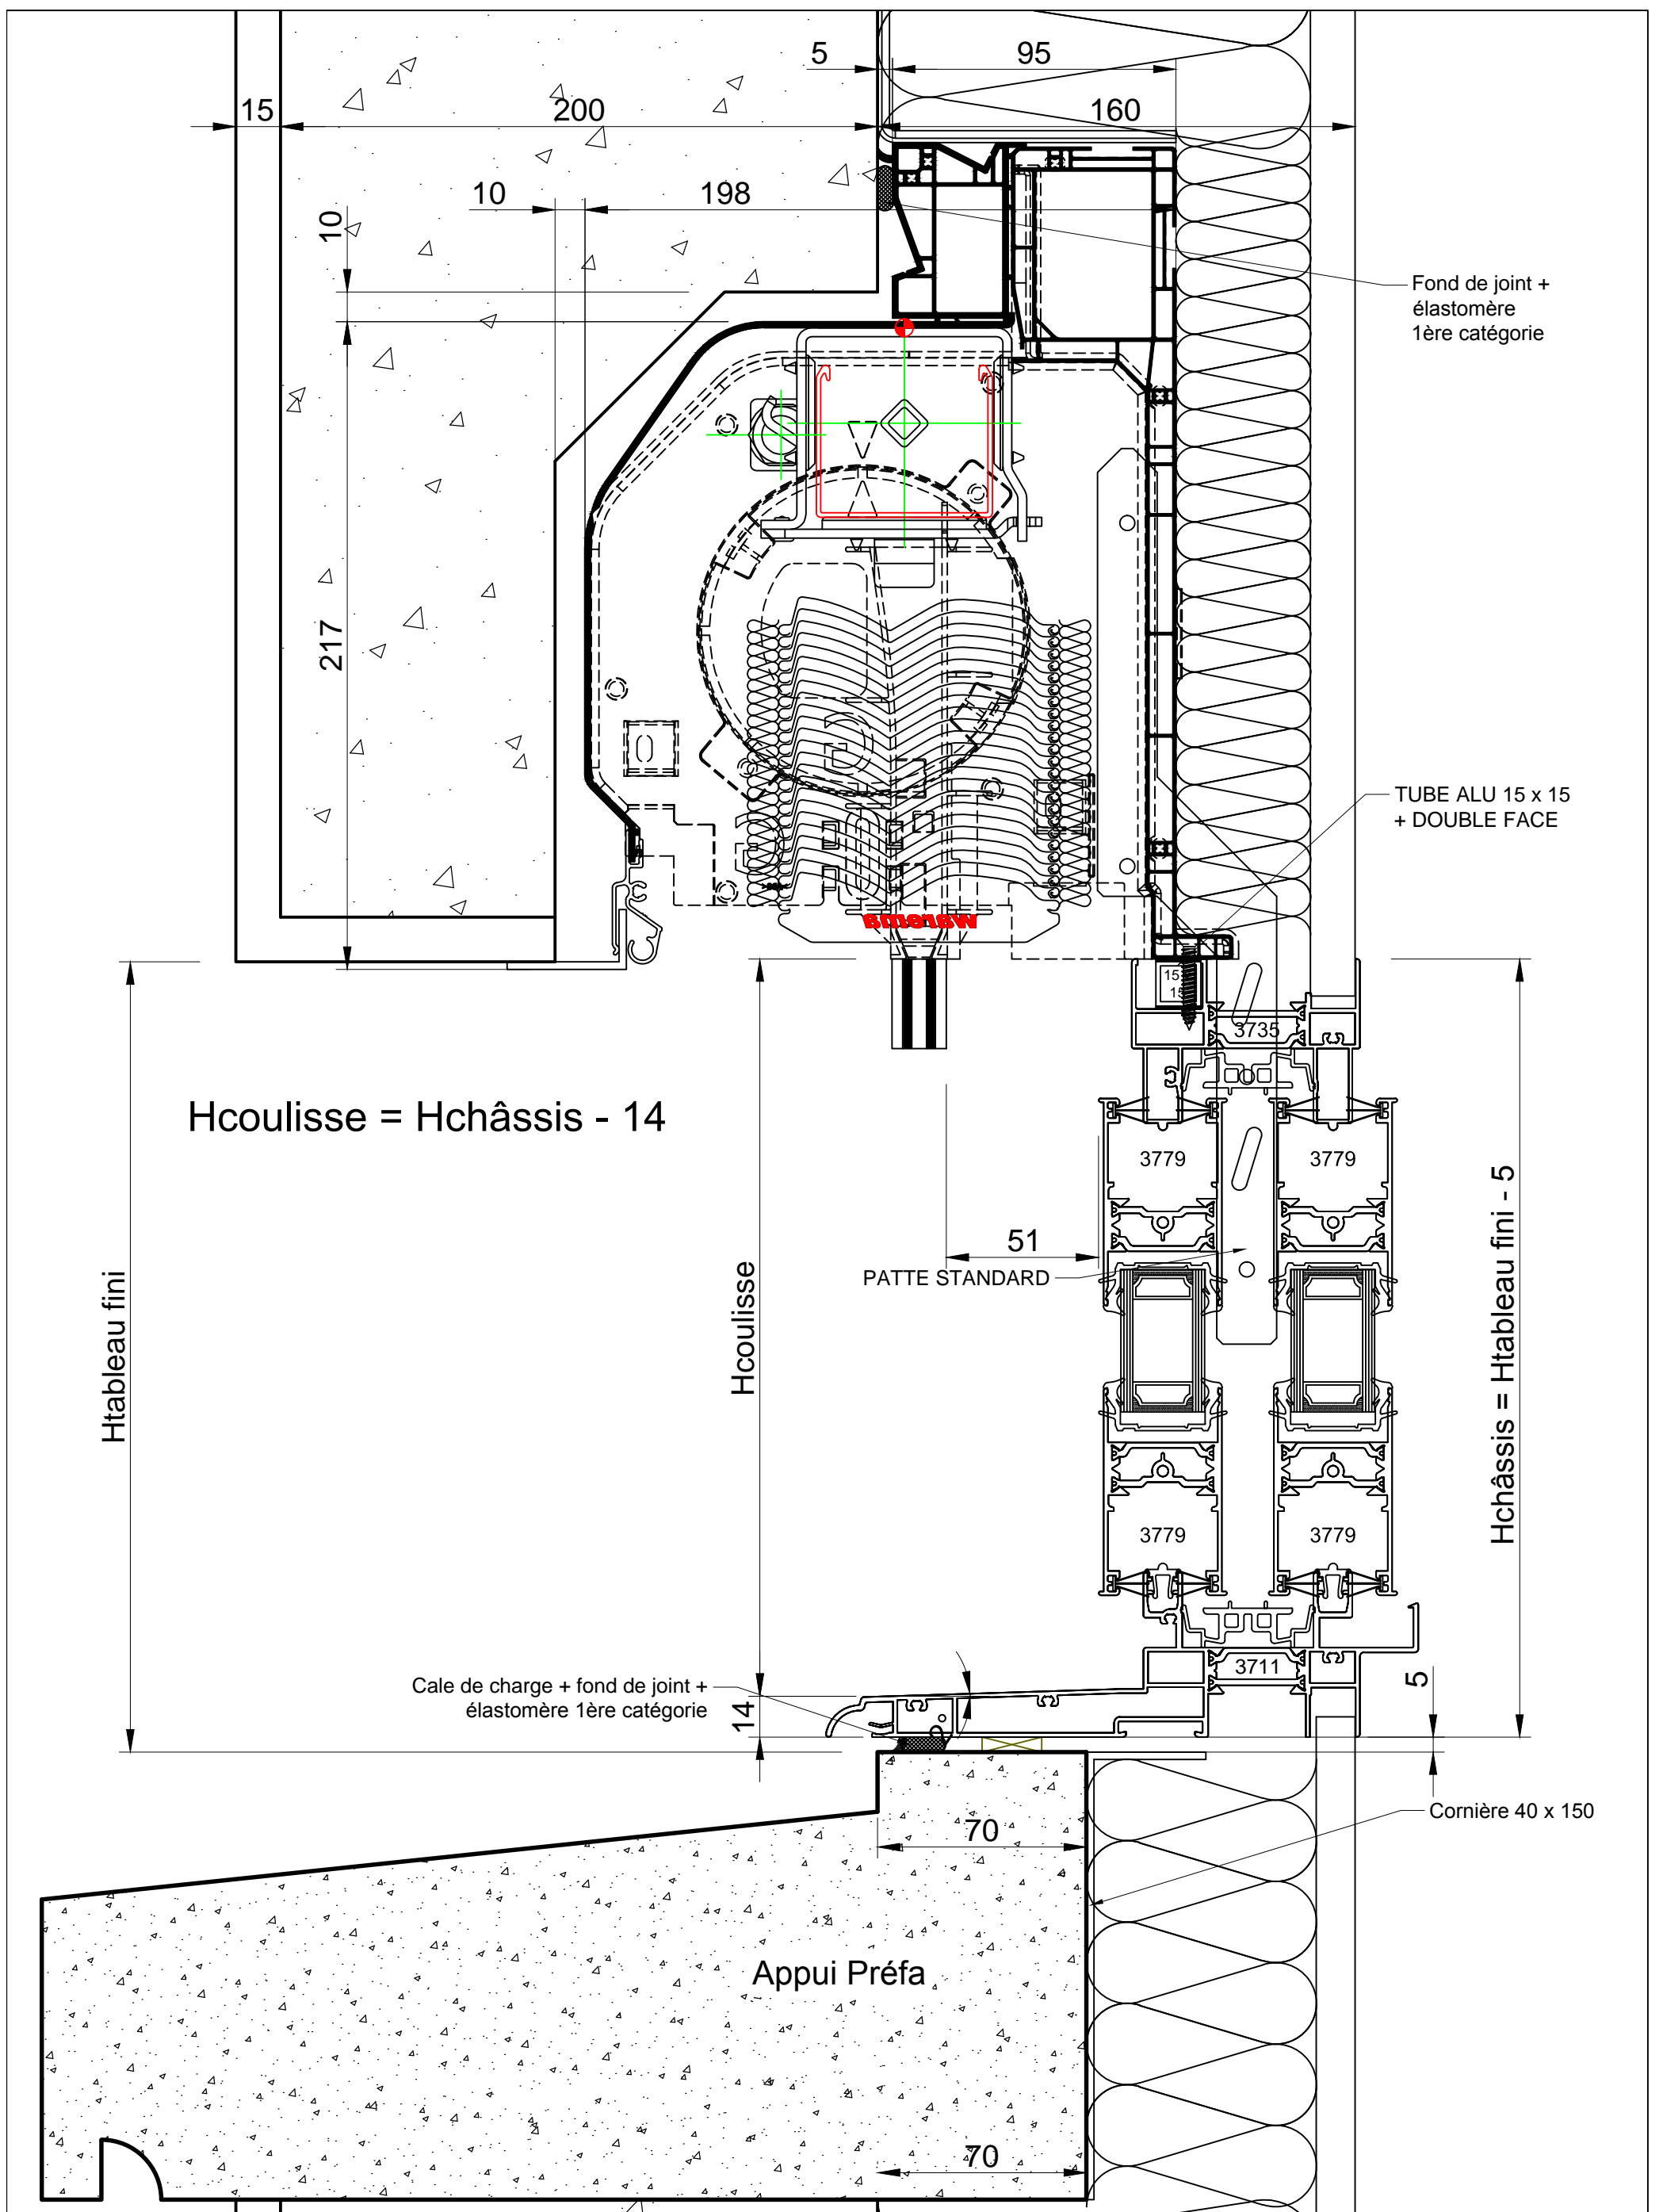 5
95
15
200
160
10
198
10
Fond de joint +
élastomère
1ère catégorie
217
TUBE ALU 15 x 15
+ DOUBLE FACE
warema
15
15
3735
Hcoulisse = Hchâssis - 14
3779
3779
51
PATTE STANDARD
Htableau fini
Hcoulisse
Hchâssis = Htableau fini - 5
3779
3779
3711
Cale de charge + fond de joint +
élastomère 1ère catégorie
14
5
Cornière 40 x 150
70
Appui Préfa
70